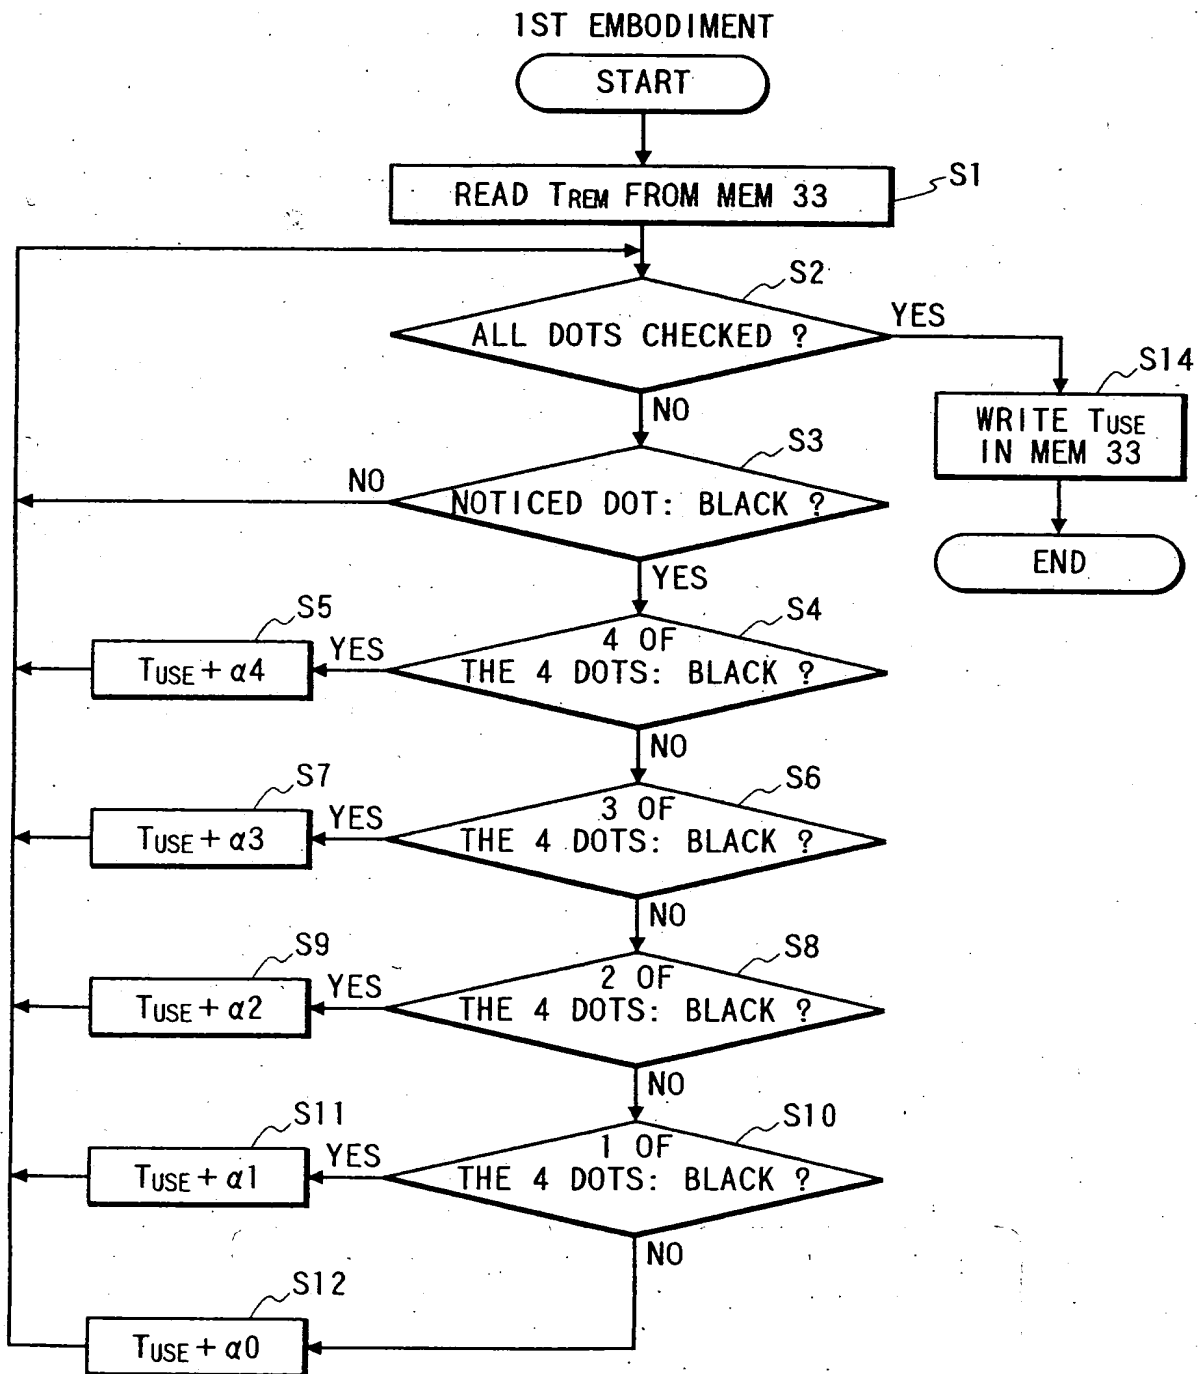 1ST EMBODIMENT
START
READ TREM FROM MEM 33
S1
S2
ALL DOTS CHECKED ?
YES
NO
S14
WRITE TUSE
IN MEM 33
END
S3
NOTICED DOT: BLACK ?
NO
YES
S4
4 OF
THE 4 DOTS: BLACK ?
YES
S5
TUSE + α4
NO
S6
3 OF
THE 4 DOTS: BLACK ?
YES
S7
TUSE + α3
NO
S8
2 OF
THE 4 DOTS: BLACK ?
YES
S9
TUSE + α2
NO
S10
1 OF
THE 4 DOTS: BLACK ?
YES
S11
TUSE + α1
NO
S12
TUSE + α0